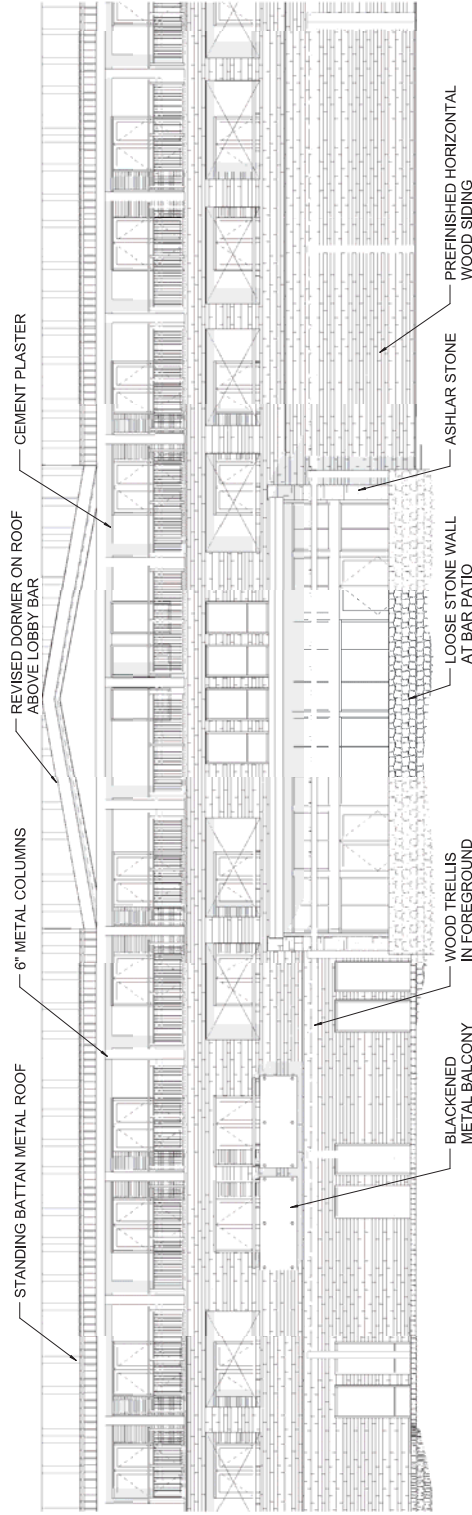 STANDING BATTAN METAL ROOF
6" METAL COLUMNS
REVISED DORMER ON ROOF
ABOVE LOBBY BAR
CEMENT PLASTER
BLACKENED
METAL BALCONY
WOOD TRELLIS
IN FOREGROUND
LOOSE STONE WALL
AT BAR PATIO
ASHLAR STONE
PREFINISHED HORIZONTAL
WOOD SIDING